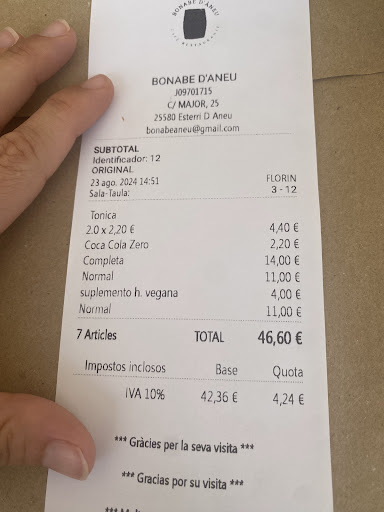 BONABE D'ANEU
BONABE D'ANEU
J09701715
C/ MAJOR, 25
25580 Esterri D Aneu
bonabeaneu@gmail.com
SUBTOTAL
Identificador: 12
ORIGINAL
23 ago. 2024 14:51 FLORIN
Sala-Taula: 3 - 12
Tonica
2.0 x 2,20 € 4,40 €
Coca Cola Zero 2,20 €
Completa 14,00 €
Normal 11,00 €
suplemento h. vegana 4,00 €
Normal 11,00 €
7 Articles TOTAL 46,60 €
Impostos inclosos Base Quota
IVA 10% 42,36 € 4,24 €
*** Gràcies per la seva visita ***
*** Gracias por su visita ***